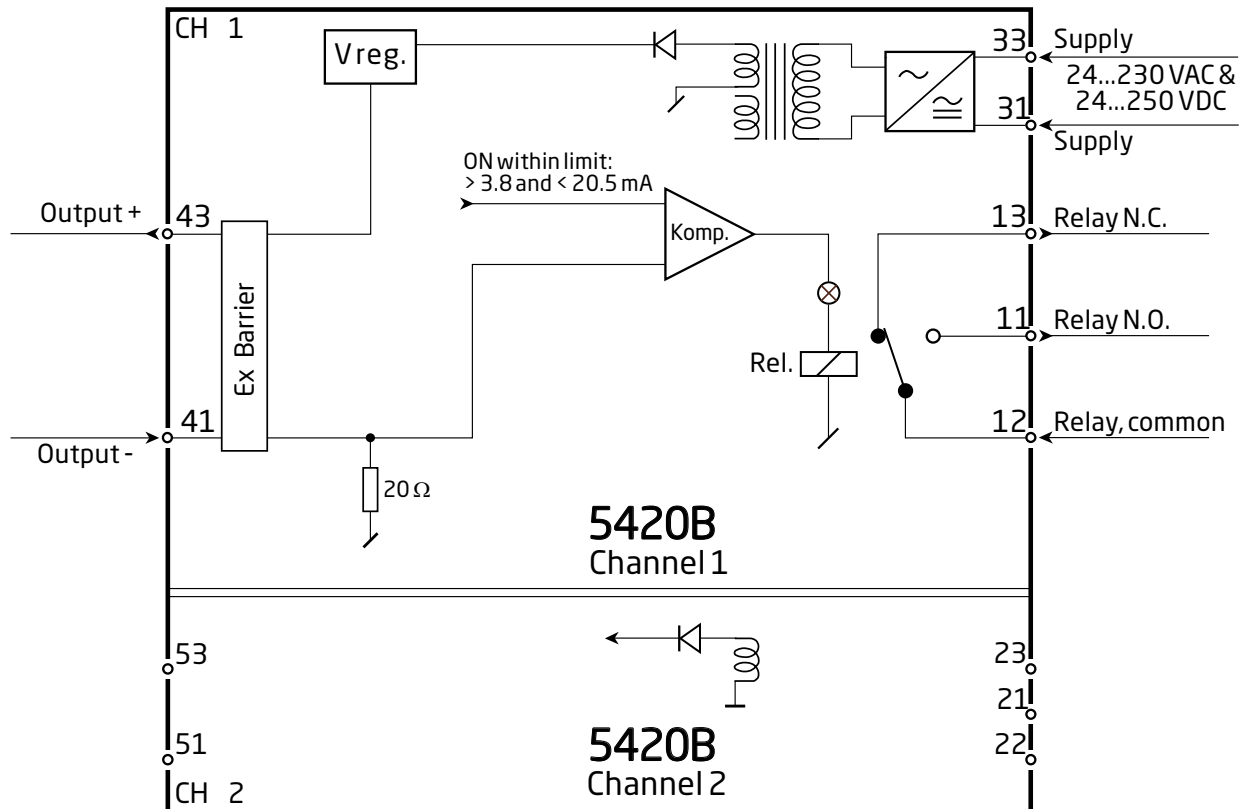 CH 1
V reg.
33
Supply
24...230 VAC &
24...250 VDC
31
Supply
ON within limit:
> 3.8 and < 20.5 mA
Output +
43
Komp.
13
Relay N.C.
Ex Barrier
11
Relay N.O.
Rel.
41
Output -
12
Relay, common
20 Ω
5420B
Channel 1
53
23
21
51
5420B
22
Channel 2
CH 2